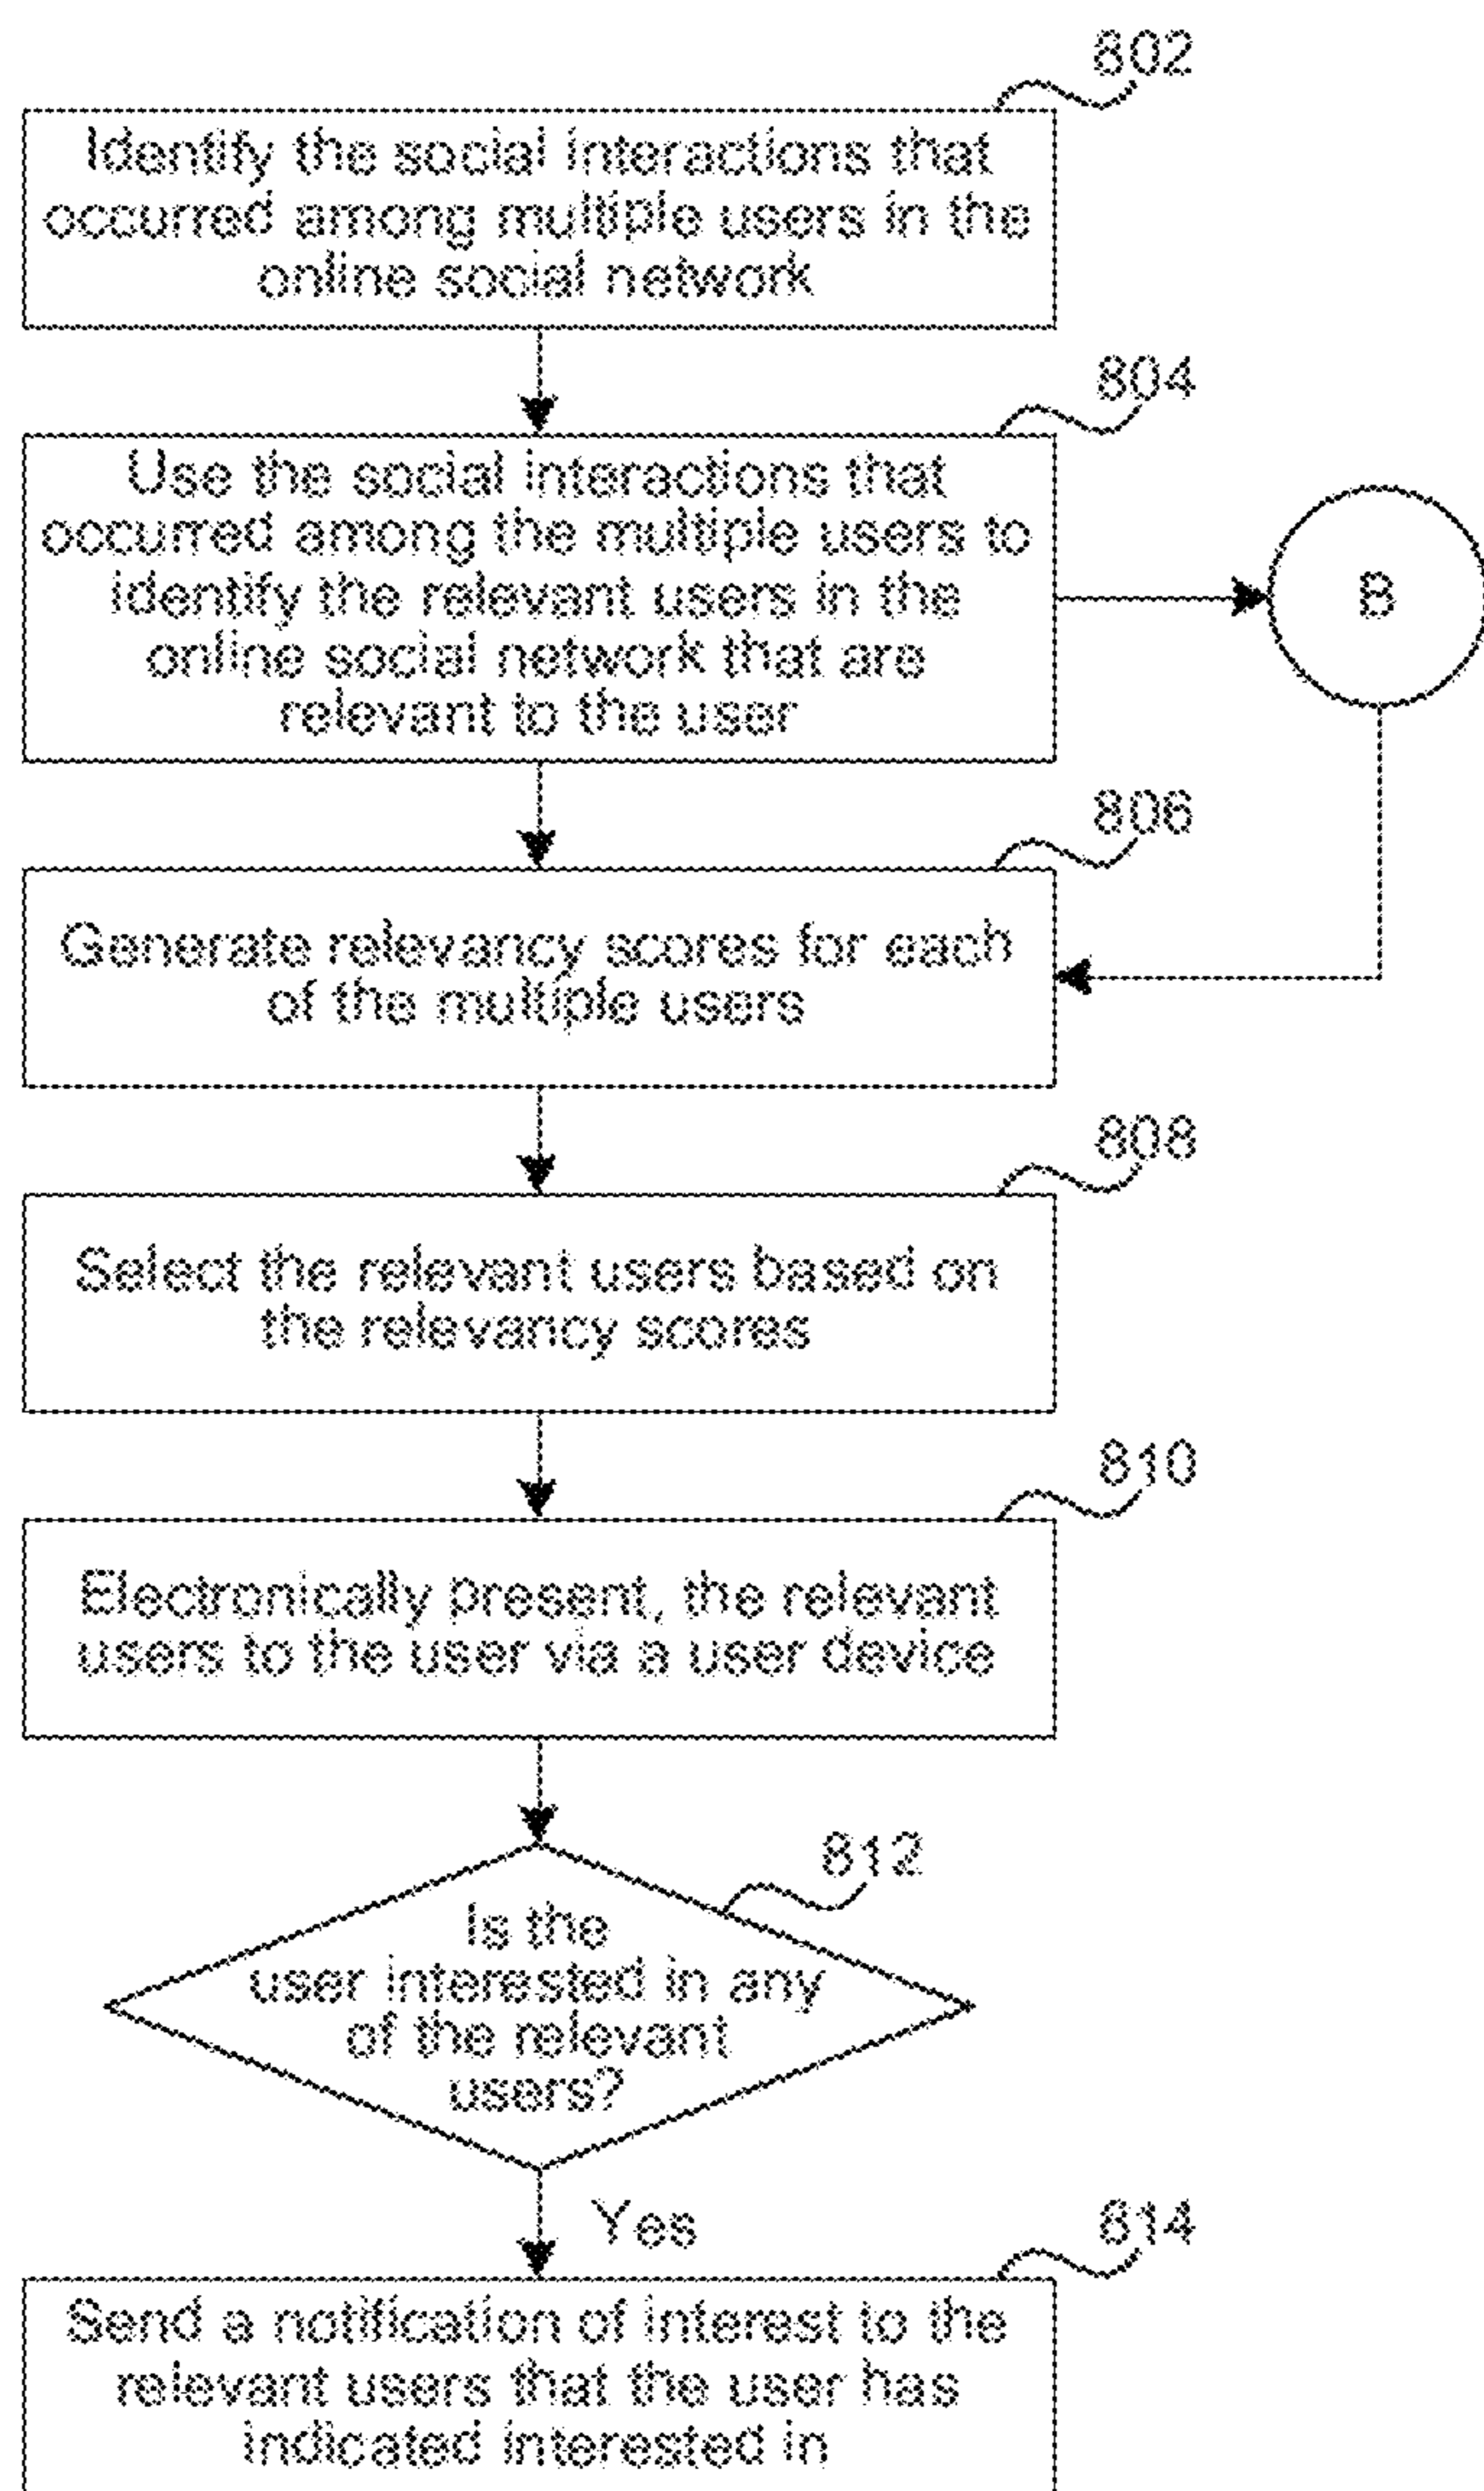 802
Identify the social interactions that
occurred among multiple users in the
online social network
804
Use the social interactions that
occurred among the multiple users to
identify the relevant users in the
online social network that are
relevant to the user
B
806
Generate relevancy scores for each
of the multiple users
808
Select the relevant users based on
the relevancy scores
810
Electronically present, the relevant
users to the user via a user device
812
Is the
user interested in any
of the relevant
users?
Yes
814
Send a notification of interest to the
relevant users that the user has
indicated interested in